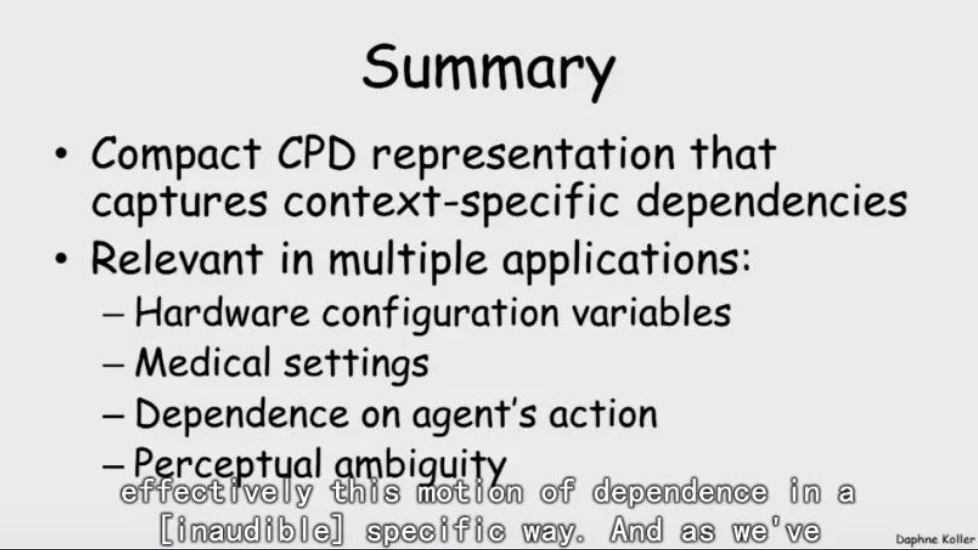 Summary
• Compact CPD representation that
captures context-specific dependencies
• Relevant in multiple applications:
– Hardware configuration variables
– Medical settings
– Dependence on agent's action
– Perceptual ambiguity
effectively this motion of dependence in a
[inaudible] specific way. And as we've
Daphne Koller